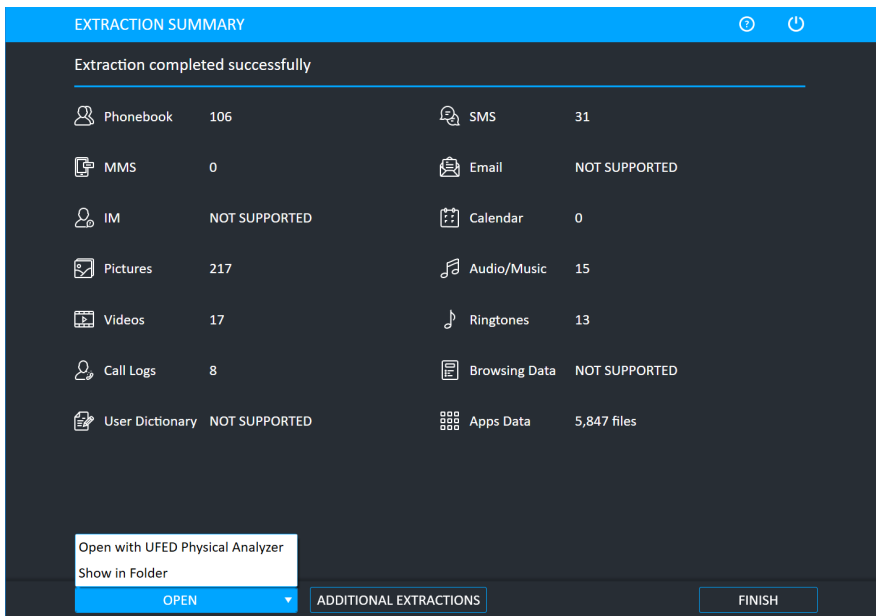 EXTRACTION SUMMARY
Extraction completed successfully
Phonebook 106 SMS 31
MMS 0 Email NOT SUPPORTED
IM NOT SUPPORTED Calendar 0
Pictures 217 Audio/Music 15
Videos 17 Ringtones 13
Call Logs 8 Browsing Data NOT SUPPORTED
User Dictionary NOT SUPPORTED Apps Data 5,847 files
Open with UFED Physical Analyzer
Show in Folder
OPEN ADDITIONAL EXTRACTIONS FINISH